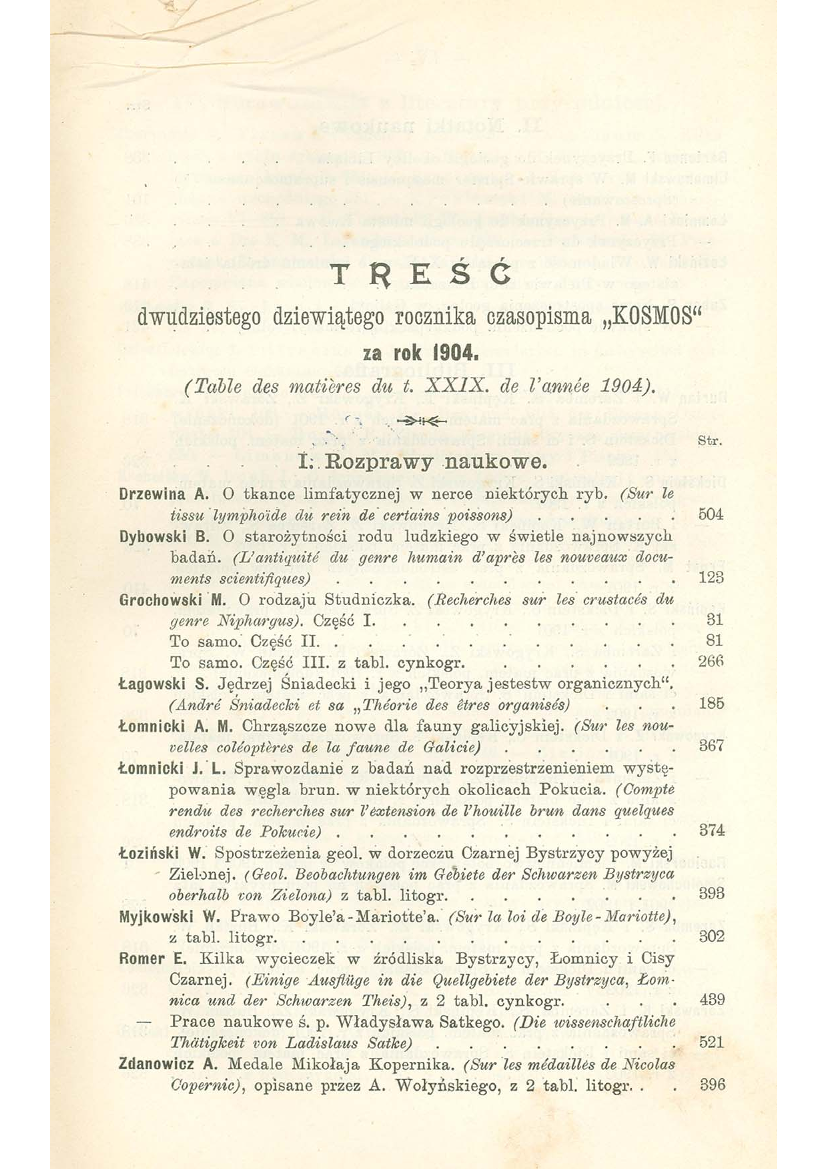 TREŚĆ
dwudziestego dziewiątego rocznika czasopisma „KOSMOS“
za rok 1904.
(Table des matières du t. XXIX. de l'année 1904).
Str.
I. Rozprawy naukowe.
Drzewina A. O tkance limfatycznej w nerce niektórych ryb. (Sur le
tissu lymphoïde du rein de certains poissons) . . . . . 504
Dybowski B. O starożytności rodu ludzkiego w świetle najnowszych
badań. (L'antiquité du genre humain d'après les nouveaux docu-
ments scientifiques) . . . . . . . . . . . 123
Grochowski M. O rodzaju Studniczka. (Recherches sur les crustacés du
genre Niphargus). Część I. . . . . . . . . . 31
To samo. Część II. . . . . . . . . . . 81
To samo. Część III. z tabl. cynkogr. . . . . . . 266
Łagowski S. Jędrzej Śniadecki i jego „Teorya jestestw organicznych“.
(André Śniadecki et sa „Théorie des êtres organisés) . . . 185
Łomnicki A. M. Chrząszcze nowe dla fauny galicyjskiej. (Sur les nou-
velles coléoptères de la faune de Galicie) . . . . . . 367
Łomnicki J. L. Sprawozdanie z badań nad rozprzestrzenieniem wystę-
powania węgla brun. w niektórych okolicach Pokucia. (Compte
rendu des recherches sur l'éxtension de l'houille brun dans quelques
endroits de Pokucie) . . . . . . . . . . . 374
Łoziński W. Spostrzeżenia geol. w dorzeczu Czarnej Bystrzycy powyżej
Zielonej. (Geol. Beobachtungen im Gebiete der Schwarzen Bystrzyca
oberhalb von Zielona) z tabl. litogr. . . . . . . . 393
Myjkowski W. Prawo Boyle'a-Mariotte'a. (Sur la loi de Boyle-Mariotte),
z tabl. litogr. . . . . . . . . . . . . 302
Romer E. Kilka wycieczek w źródliska Bystrzycy, Łomnicy i Cisy
Czarnej. (Einige Ausflüge in die Quellgebiete der Bystrzyca, Łom-
nica und der Schwarzen Theis), z 2 tabl. cynkogr. . . . 439
— Prace naukowe ś. p. Władysława Satkego. (Die wissenschaftliche
Thätigkeit von Ladislaus Satke) . . . . . . . . 521
Zdanowicz A. Medale Mikołaja Kopernika. (Sur les médailles de Nicolas
Copernic), opisane przez A. Wołyńskiego, z 2 tabl. litogr. . . 396